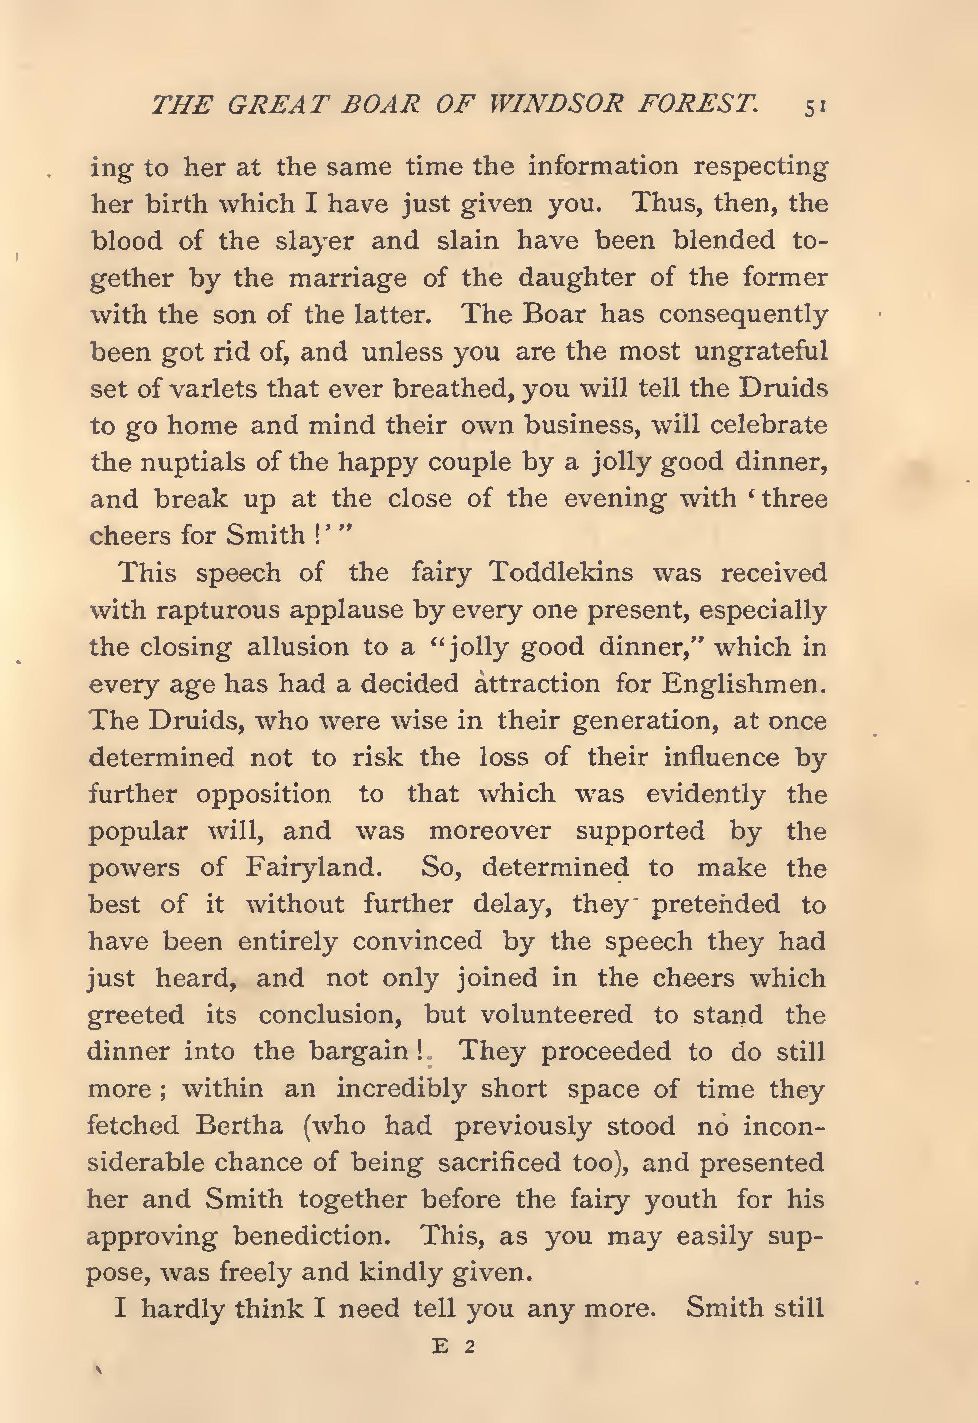 THE GREAT BOAR OF WINDSOR FOREST. 51
ing to her at the same time the information respecting
her birth which I have just given you. Thus, then, the
blood of the slayer and slain have been blended to-
gether by the marriage of the daughter of the former
with the son of the latter. The Boar has consequently
been got rid of, and unless you are the most ungrateful
set of varlets that ever breathed, you will tell the Druids
to go home and mind their own business, will celebrate
the nuptials of the happy couple by a jolly good dinner,
and break up at the close of the evening with ‘three
cheers for Smith!’”
This speech of the fairy Toddlekins was received
with rapturous applause by every one present, especially
the closing allusion to a “jolly good dinner,” which in
every age has had a decided attraction for Englishmen.
The Druids, who were wise in their generation, at once
determined not to risk the loss of their influence by
further opposition to that which was evidently the
popular will, and was moreover supported by the
powers of Fairyland. So, determined to make the
best of it without further delay, they pretended to
have been entirely convinced by the speech they had
just heard, and not only joined in the cheers which
greeted its conclusion, but volunteered to stand the
dinner into the bargain! They proceeded to do still
more; within an incredibly short space of time they
fetched Bertha (who had previously stood no incon-
siderable chance of being sacrificed too), and presented
her and Smith together before the fairy youth for his
approving benediction. This, as you may easily sup-
pose, was freely and kindly given.
I hardly think I need tell you any more. Smith still
E 2